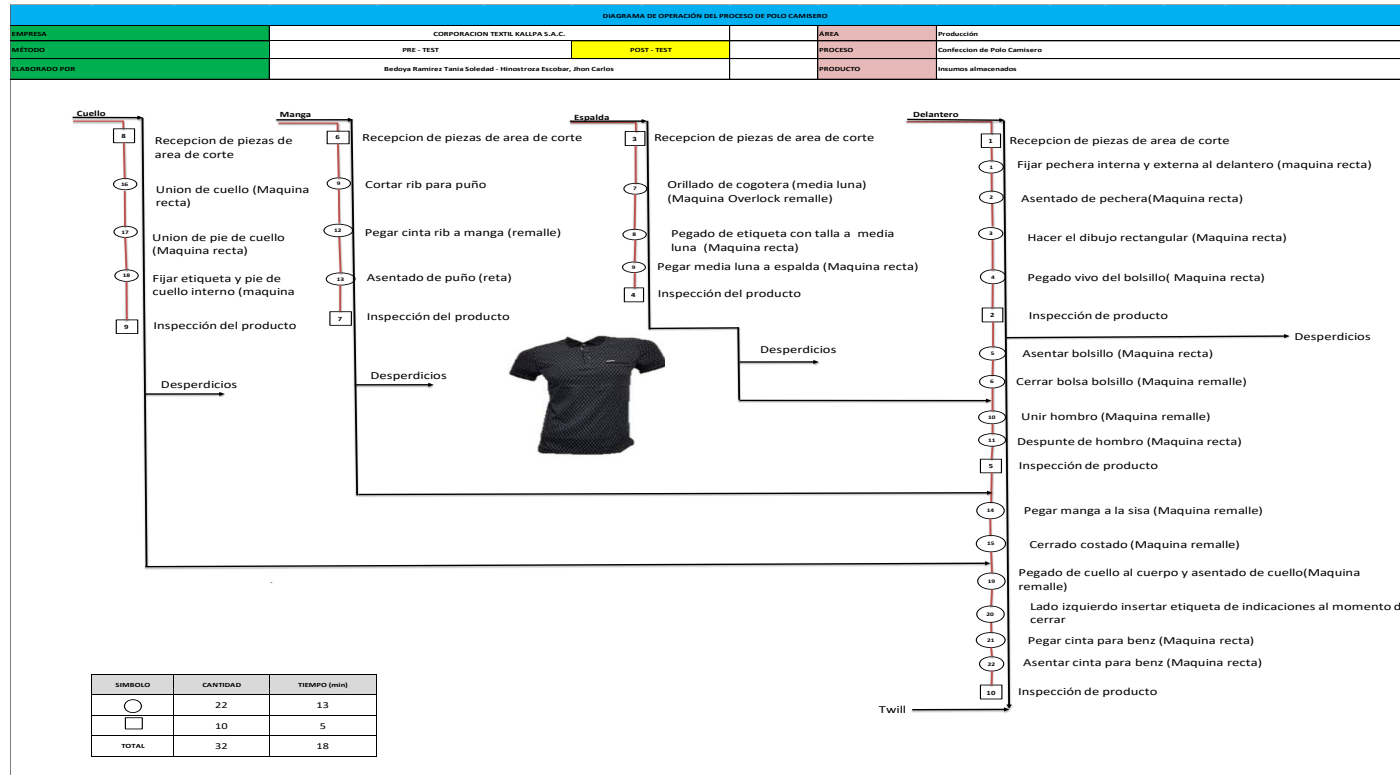 DIAGRAMA DE OPERACIÓN DEL PROCESO DE POLO CAMISERO
EMPRESA
CORPORACION TEXTIL KALLPA S.A.C.
ÁREA
Producción
MÉTODO
PRE - TEST
POST - TEST
PROCESO
Confeccion de Polo Camisero
ELABORADO POR
Bedoya Ramirez Tania Soledad - Hinostroza Escobar, Jhon Carlos
PRODUCTO
Insumos almacenados
Cuello
8
Recepcion de piezas de
area de corte
16
Union de cuello (Maquina
recta)
17
Union de pie de cuello
(Maquina recta)
18
Fijar etiqueta y pie de
cuello interno (maquina
9
Inspección del producto
Desperdicios
Manga
6
Recepcion de piezas de area de corte
9
Cortar rib para puño
12
Pegar cinta rib a manga (remalle)
13
Asentado de puño (reta)
7
Inspección del producto
Desperdicios
Espalda
3
Recepcion de piezas de area de corte
7
Orillado de cogotera (media luna)
(Maquina Overlock remalle)
8
Pegado de etiqueta con talla a media
luna (Maquina recta)
9
Pegar media luna a espalda (Maquina recta)
4
Inspección del producto
Desperdicios
Delantero
1
Recepcion de piezas de area de corte
1
Fijar pechera interna y externa al delantero (maquina recta)
2
Asentado de pechera(Maquina recta)
3
Hacer el dibujo rectangular (Maquina recta)
4
Pegado vivo del bolsillo( Maquina recta)
2
Inspección de producto
Desperdicios
5
Asentar bolsillo (Maquina recta)
6
Cerrar bolsa bolsillo (Maquina remalle)
10
Unir hombro (Maquina remalle)
11
Despunte de hombro (Maquina recta)
5
Inspección de producto
14
Pegar manga a la sisa (Maquina remalle)
15
Cerrado costado (Maquina remalle)
19
Pegado de cuello al cuerpo y asentado de cuello(Maquina
remalle)
20
Lado izquierdo insertar etiqueta de indicaciones al momento d
cerrar
21
Pegar cinta para benz (Maquina recta)
22
Asentar cinta para benz (Maquina recta)
10
Inspección de producto
Twill
SIMBOLO CANTIDAD TIEMPO (min)
22 13
10 5
TOTAL 32 18